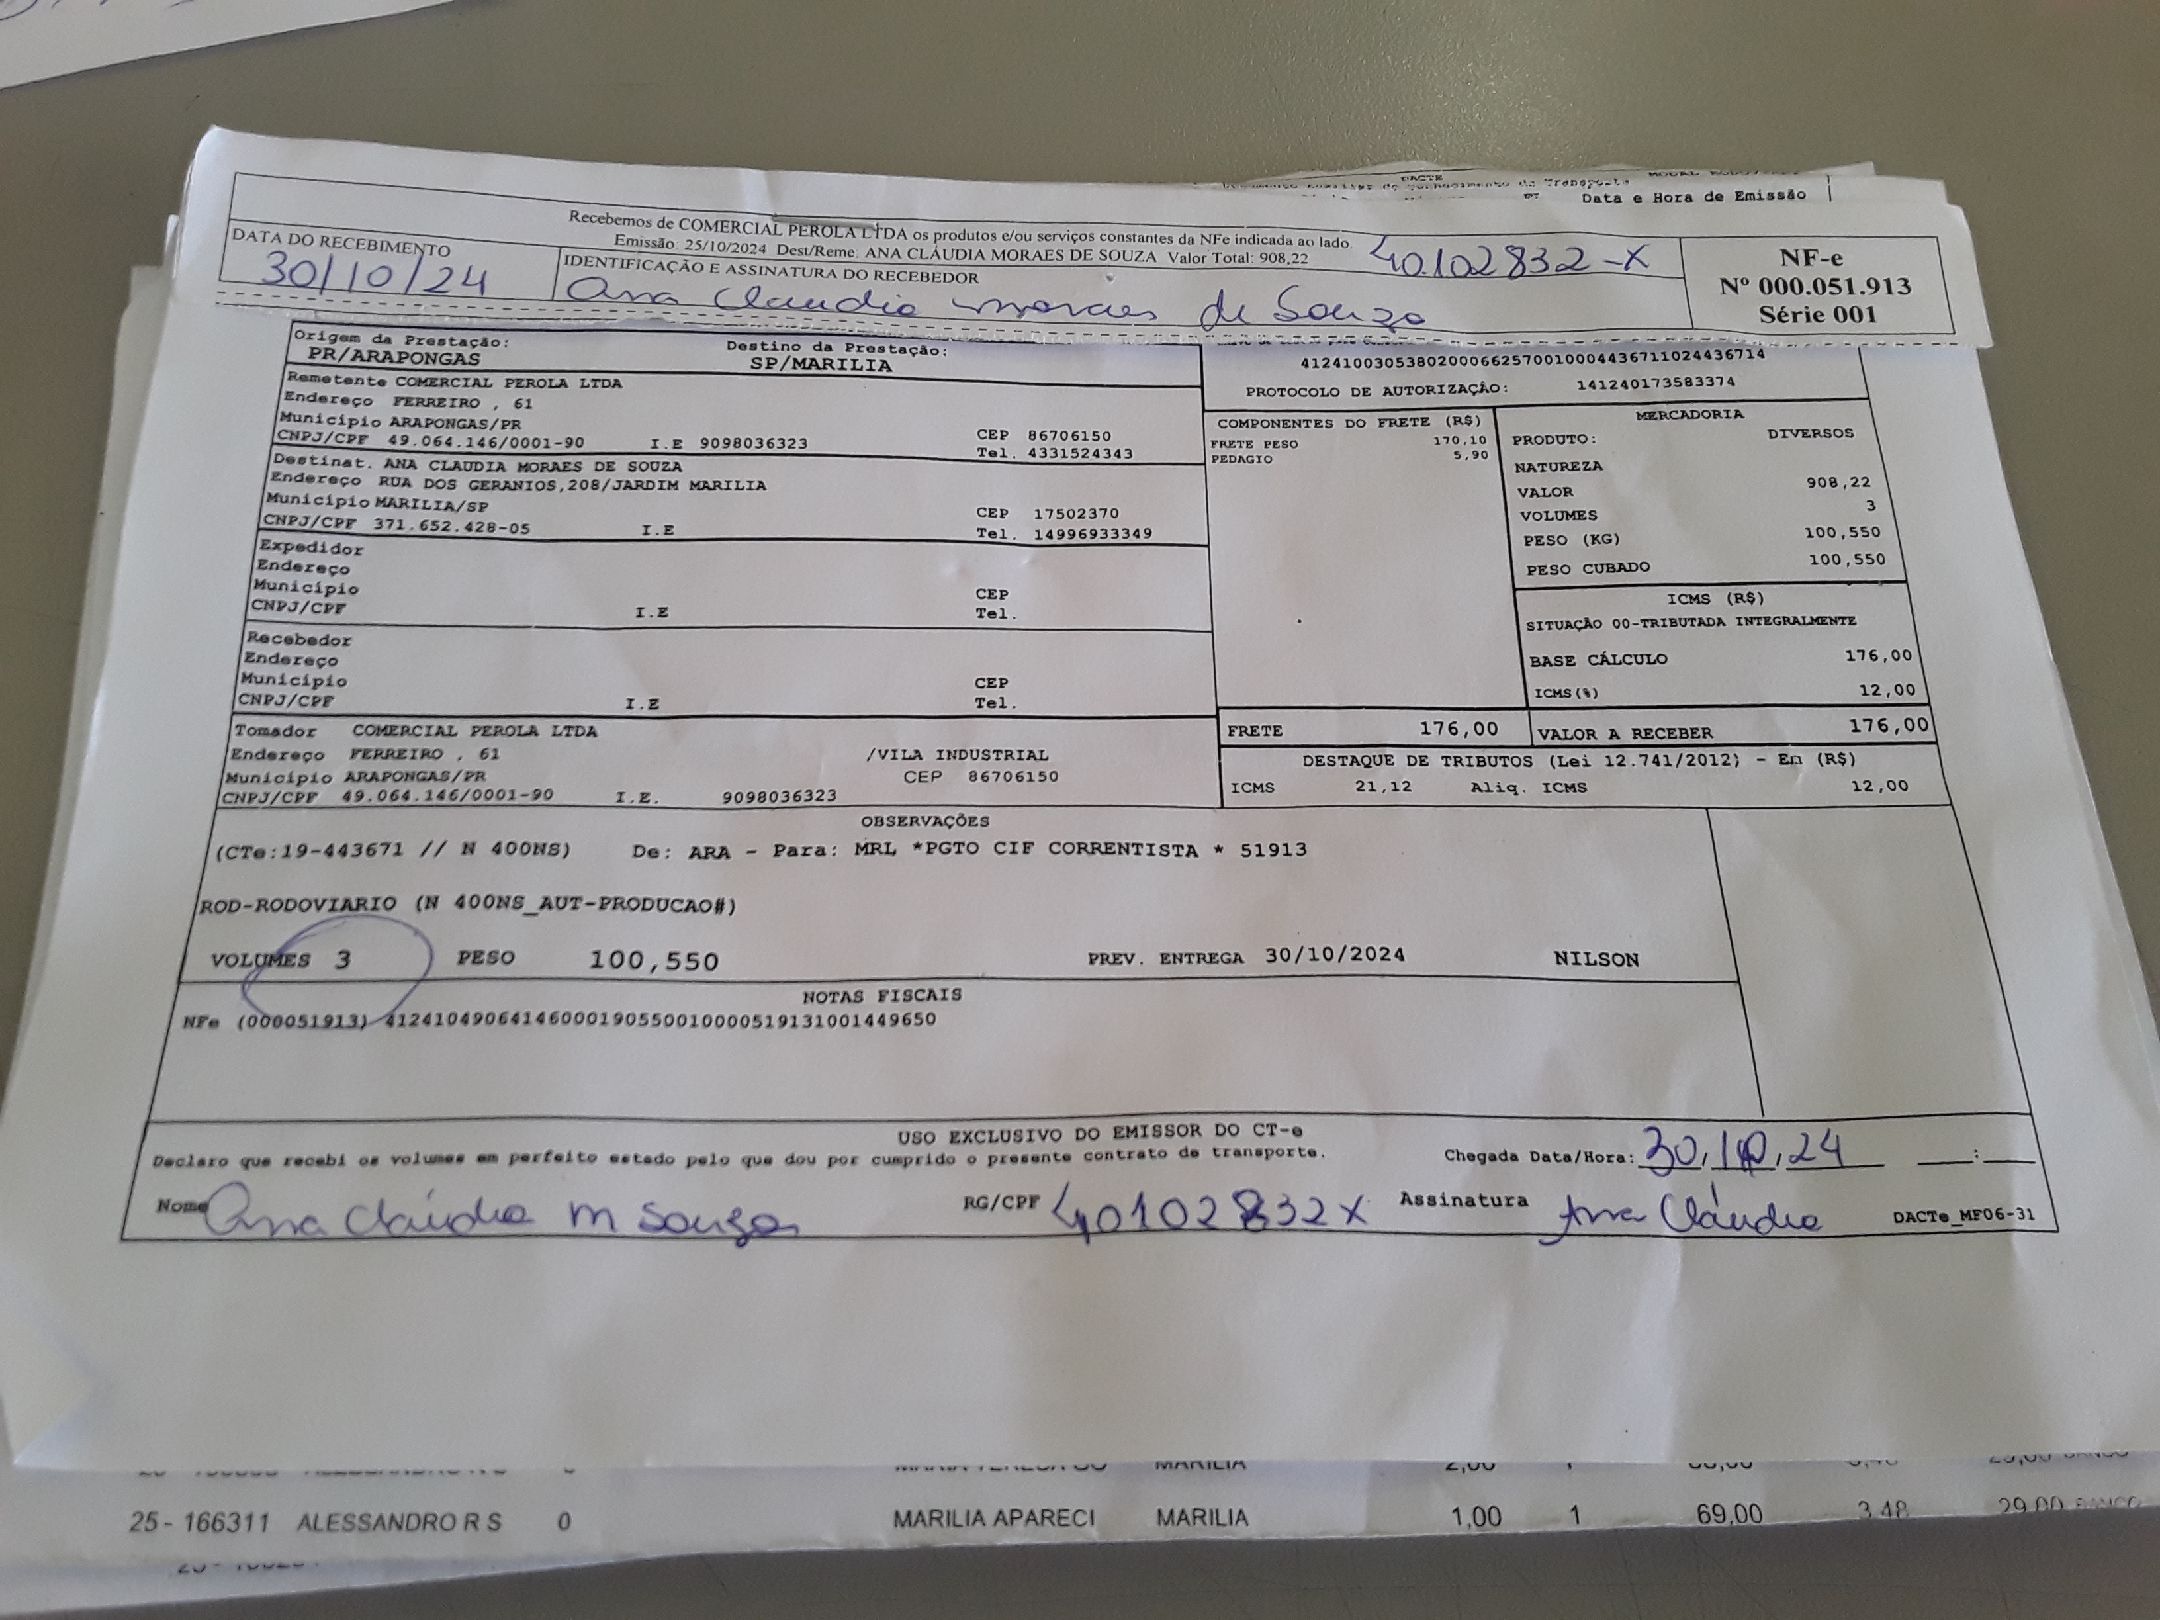 DACTE
Data e Hora de Emissão
Recebemos de COMERCIAL PEROLA LTDA os produtos e/ou serviços constantes da NFe indicada ao lado.
Emissão: 25/10/2024 Dest/Reme: ANA CLÁUDIA MORAES DE SOUZA Valor Total: 908,22
40.102832-X
DATA DO RECEBIMENTO
30/10/24
IDENTIFICAÇÃO E ASSINATURA DO RECEBEDOR
Ana Claudia Moraes de Souza
NF-e
Nº 000.051.913
Série 001
Origem da Prestação:
PR/ARAPONGAS
Destino da Prestação:
SP/MARILIA
Remetente COMERCIAL PEROLA LTDA
Endereço FERREIRO , 61
Município ARAPONGAS/PR CEP 86706150
CNPJ/CPF 49.064.146/0001-90 I.E 9098036323 Tel. 4331524343
Destinat. ANA CLAUDIA MORAES DE SOUZA
Endereço RUA DOS GERANIOS,208/JARDIM MARILIA
Município MARILIA/SP CEP 17502370
CNPJ/CPF 371.652.428-05 I.E Tel. 14996933349
Expedidor
Endereço
Município CEP
CNPJ/CPF I.E Tel.
Recebedor
Endereço
Município CEP
CNPJ/CPF I.E Tel.
Tomador COMERCIAL PEROLA LTDA
Endereço FERREIRO , 61 /VILA INDUSTRIAL
Município ARAPONGAS/PR CEP 86706150
CNPJ/CPF 49.064.146/0001-90 I.E. 9098036323
41241003053802000662570010004436711024436714
PROTOCOLO DE AUTORIZAÇÃO: 141240173583374
COMPONENTES DO FRETE (R$)
FRETE PESO 170,10
PEDAGIO 5,90
MERCADORIA
PRODUTO: DIVERSOS
NATUREZA
VALOR 908,22
VOLUMES 3
PESO (KG) 100,550
PESO CUBADO 100,550
ICMS (R$)
SITUAÇÃO 00-TRIBUTADA INTEGRALMENTE
BASE CÁLCULO 176,00
ICMS(%) 12,00
FRETE 176,00 VALOR A RECEBER 176,00
DESTAQUE DE TRIBUTOS (Lei 12.741/2012) - En (R$)
ICMS 21,12 Aliq. ICMS 12,00
OBSERVAÇÕES
(CTe:19-443671 // N 400NS) De: ARA - Para: MRL *PGTO CIF CORRENTISTA * 51913
ROD-RODOVIARIO (N 400NS_AUT-PRODUCAO#)
VOLUMES 3 PESO 100,550 PREV. ENTREGA 30/10/2024 NILSON
NOTAS FISCAIS
NFe (000051913) 41241049064146000190550010000519131001449650
USO EXCLUSIVO DO EMISSOR DO CT-e
Declaro que recebi os volumes em perfeito estado pelo que dou por cumprido o presente contrato de transporte. Chegada Data/Hora: 30,10,24 __:__
Nome Ana Cláudia M Souza RG/CPF 40102832X Assinatura Ana Cláudia DACTe_MF06-31
25 - 166311 ALESSANDRO R S 0 MARILIA APARECI MARILIA 1,00 1 69,00 3,48 29,00 BANCO